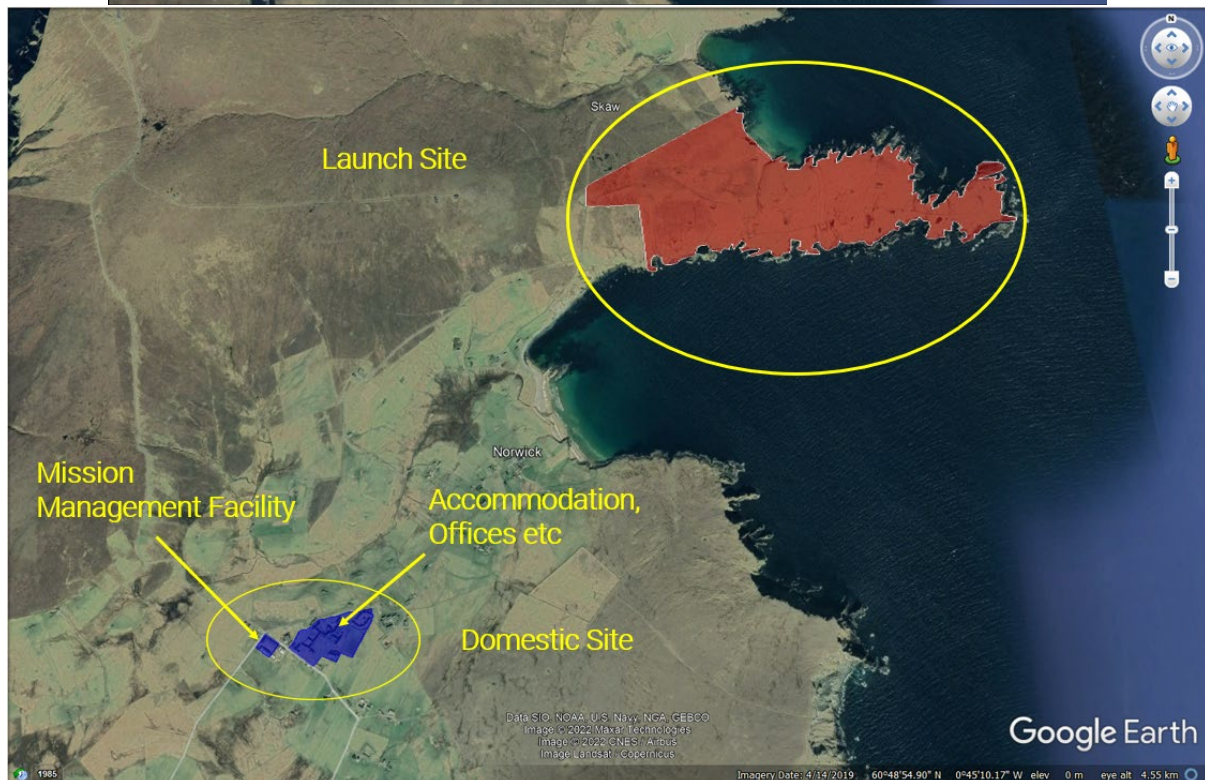 N
Skaw
Launch Site
Norwick
Mission
Management Facility
Accommodation,
Offices etc
Domestic Site
Data SIO, NOAA, U.S. Navy, NGA, GEBCO
Image © 2022 Maxar Technologies
Image © 2022 CNES / Airbus
Image Landsat / Copernicus
Google Earth
1985
Imagery Date: 4/14/2019 60°48'54.90" N 0°45'10.17" W elev 0 m eye alt 4.55 km